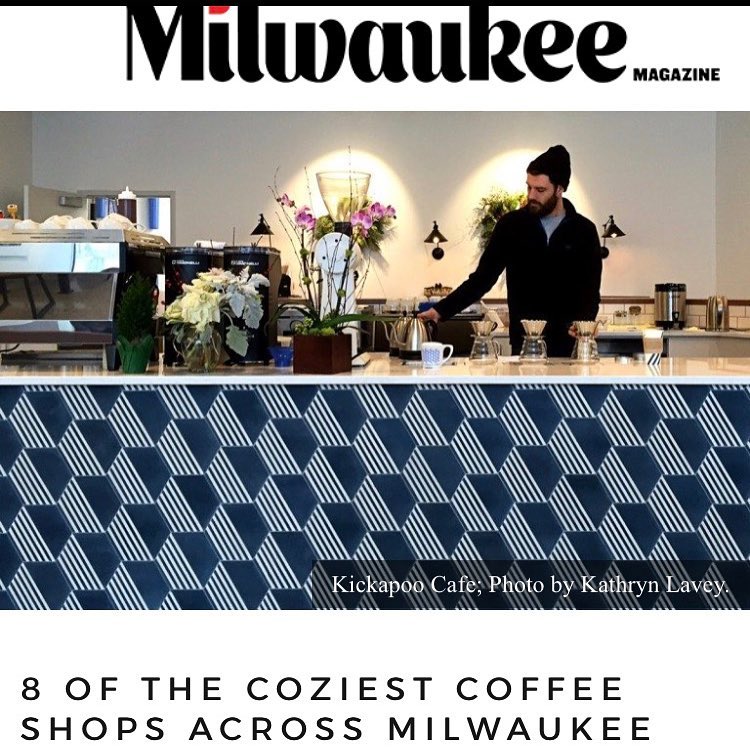 Milwaukee MAGAZINE
Kickapoo Cafe; Photo by Kathryn Lavey.
8 OF THE COZIEST COFFEE
SHOPS ACROSS MILWAUKEE